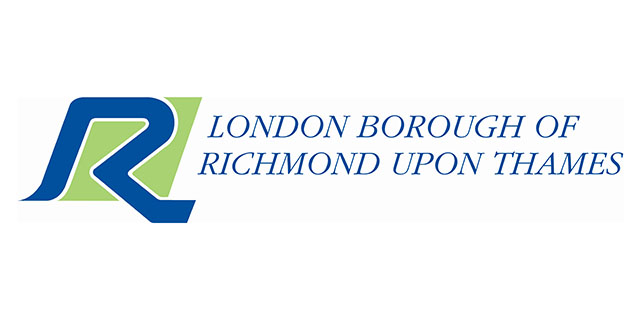 LONDON BOROUGH OF
RICHMOND UPON THAMES